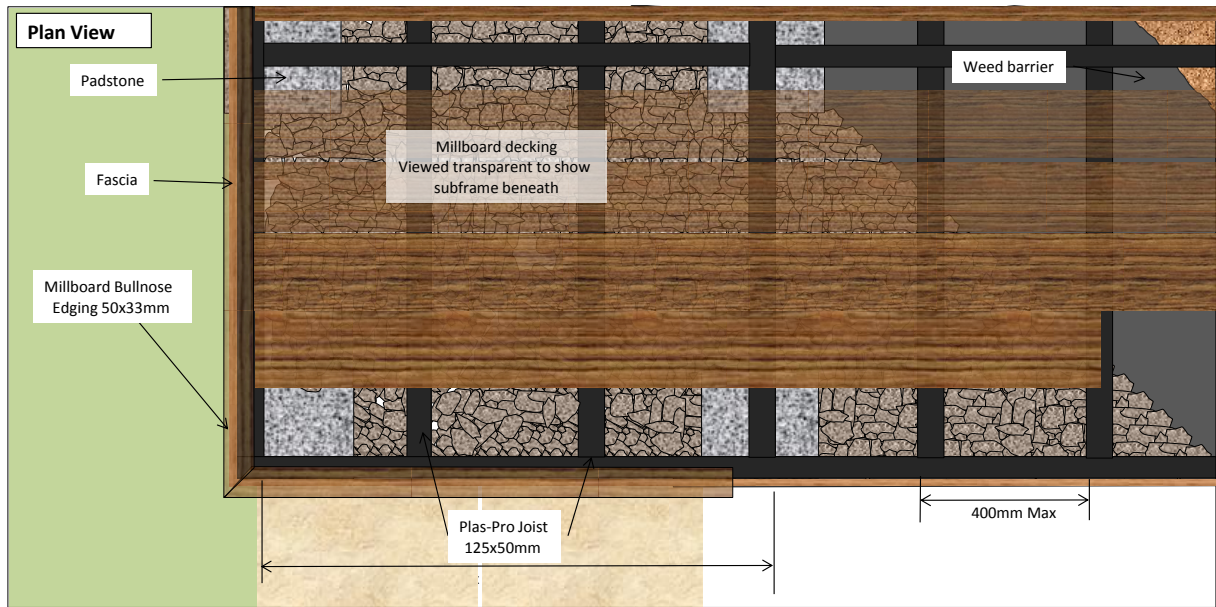 Plan View
Padstone
Weed barrier
Millboard decking
Viewed transparent to show
subframe beneath
Fascia
Millboard Bullnose
Edging 50x33mm
Plas-Pro Joist
125x50mm
400mm Max